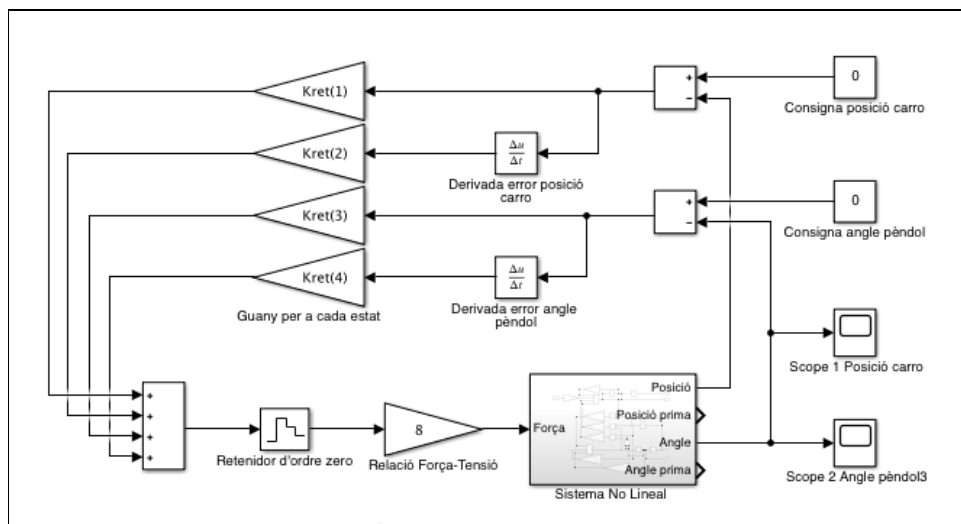 Kret(1)
+
−
0
Consigna posició carro
Kret(2)
Δu
Δt
Derivada error posició
carro
Kret(3)
+
−
0
Consigna angle pèndol
Kret(4)
Δu
Δt
Guany per a cada estat
Derivada error angle
pèndol
Scope 1 Posició carro
+
+
+
+
Retenidor d'ordre zero
8
Relació Força-Tensió
Força
Posició
Posició prima
Angle
Angle prima
Sistema No Lineal
Scope 2 Angle pèndol3